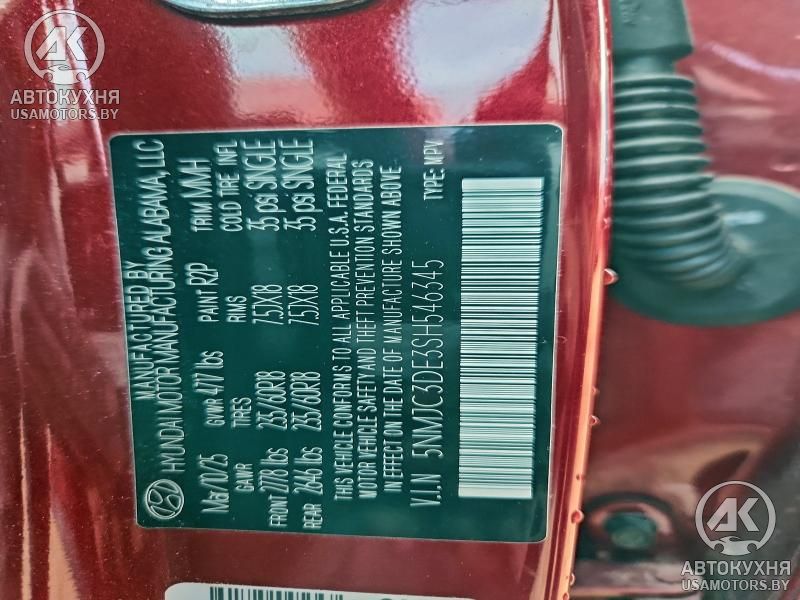 АВТОКУХНЯ
USAMOTORS.BY
MANUFACTURED BY
HYUNDAI MOTOR MANUFACTURING ALABAMA, LLC
Mar/10/25 GVWR 4717 lbs PAINT R2P TRIM MMH
GAWR TIRES RIMS COLD TIRE INFL
FRONT 2778 lbs 235/60R18 7.5JX18 35 psi SINGLE
REAR 2646 lbs 235/60R18 7.5JX18 35 psi SINGLE
THIS VEHICLE CONFORMS TO ALL APPLICABLE U.S.A. FEDERAL
MOTOR VEHICLE SAFETY AND THEFT PREVENTION STANDARDS
IN EFFECT ON THE DATE OF MANUFACTURE SHOWN ABOVE
V.I.N 5NMJC3DE3SH546345 TYPE: MPV
АВТОКУХНЯ
USAMOTORS.BY